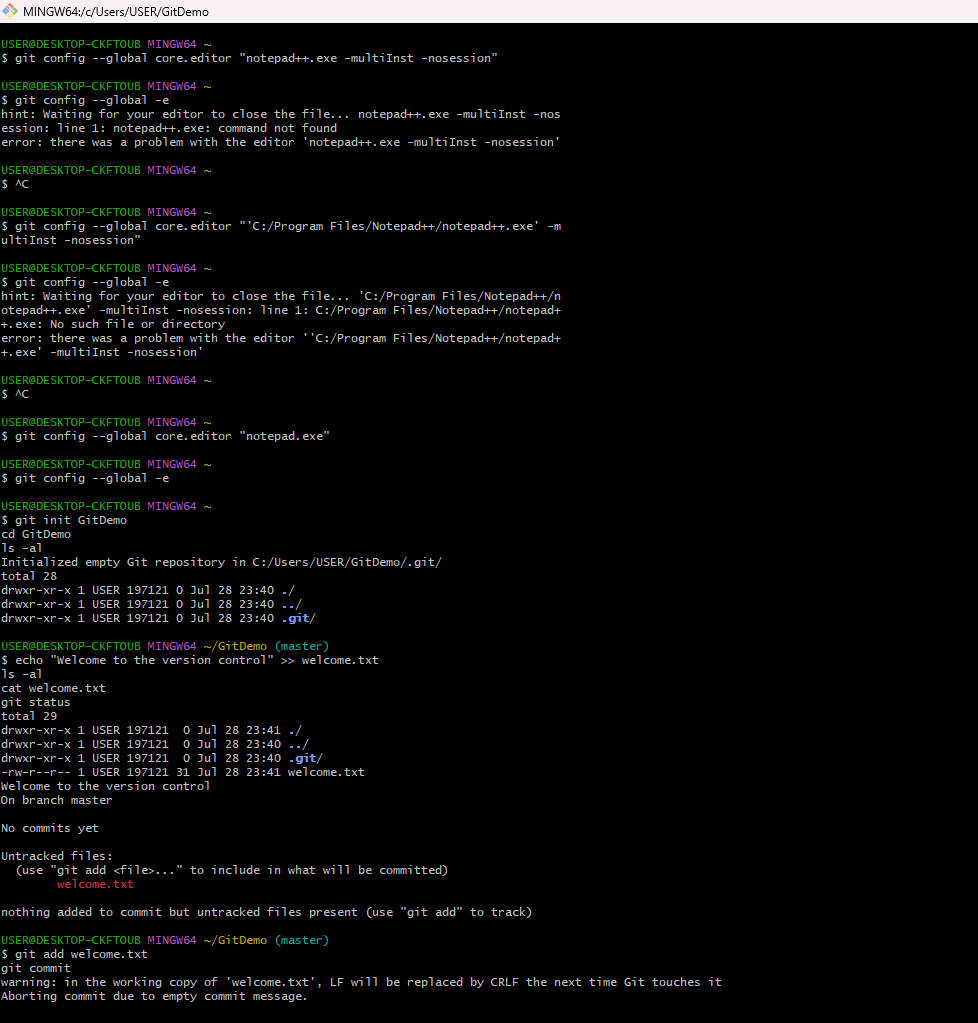 MINGW64:/c/Users/USER/GitDemo
USER@DESKTOP-CKFTOUB MINGW64 ~
$ git config --global core.editor "notepad++.exe -multiInst -nosession"
USER@DESKTOP-CKFTOUB MINGW64 ~
$ git config --global -e
hint: Waiting for your editor to close the file... notepad++.exe -multiInst -nos
ession: line 1: notepad++.exe: command not found
error: there was a problem with the editor 'notepad++.exe -multiInst -nosession'
USER@DESKTOP-CKFTOUB MINGW64 ~
$ ^C
USER@DESKTOP-CKFTOUB MINGW64 ~
$ git config --global core.editor "'C:/Program Files/Notepad++/notepad++.exe' -m
ultiInst -nosession"
USER@DESKTOP-CKFTOUB MINGW64 ~
$ git config --global -e
hint: Waiting for your editor to close the file... 'C:/Program Files/Notepad++/n
otepad++.exe' -multiInst -nosession: line 1: C:/Program Files/Notepad++/notepad+
+.exe: No such file or directory
error: there was a problem with the editor ''C:/Program Files/Notepad++/notepad+
+.exe' -multiInst -nosession'
USER@DESKTOP-CKFTOUB MINGW64 ~
$ ^C
USER@DESKTOP-CKFTOUB MINGW64 ~
$ git config --global core.editor "notepad.exe"
USER@DESKTOP-CKFTOUB MINGW64 ~
$ git config --global -e
USER@DESKTOP-CKFTOUB MINGW64 ~
$ git init GitDemo
cd GitDemo
ls -al
Initialized empty Git repository in C:/Users/USER/GitDemo/.git/
total 28
drwxr-xr-x 1 USER 197121 0 Jul 28 23:40 ./
drwxr-xr-x 1 USER 197121 0 Jul 28 23:40 ../
drwxr-xr-x 1 USER 197121 0 Jul 28 23:40 .git/
USER@DESKTOP-CKFTOUB MINGW64 ~/GitDemo (master)
$ echo "Welcome to the version control" >> welcome.txt
ls -al
cat welcome.txt
git status
total 29
drwxr-xr-x 1 USER 197121  0 Jul 28 23:41 ./
drwxr-xr-x 1 USER 197121  0 Jul 28 23:40 ../
drwxr-xr-x 1 USER 197121  0 Jul 28 23:40 .git/
-rw-r--r-- 1 USER 197121 31 Jul 28 23:41 welcome.txt
Welcome to the version control
On branch master
No commits yet
Untracked files:
  (use "git add <file>..." to include in what will be committed)
        welcome.txt
nothing added to commit but untracked files present (use "git add" to track)
USER@DESKTOP-CKFTOUB MINGW64 ~/GitDemo (master)
$ git add welcome.txt
git commit
warning: in the working copy of 'welcome.txt', LF will be replaced by CRLF the next time Git touches it
Aborting commit due to empty commit message.